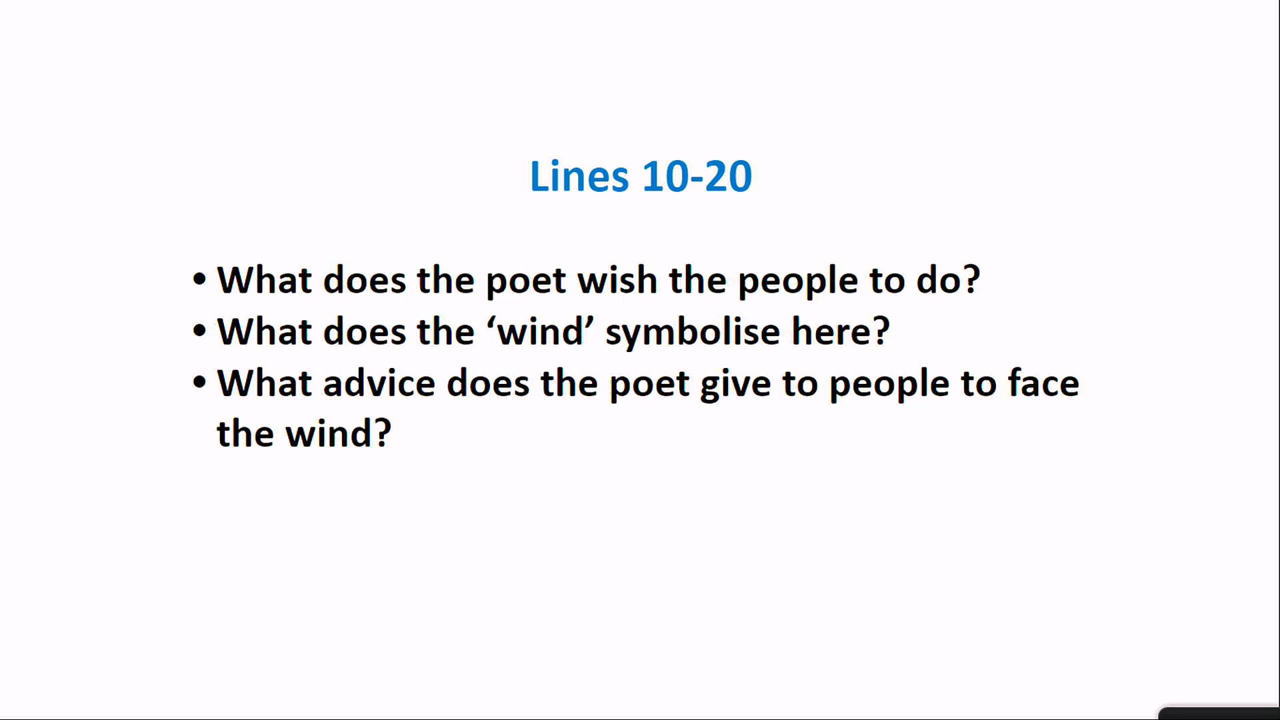 Lines 10-20
• What does the poet wish the people to do?
• What does the ‘wind’ symbolise here?
• What advice does the poet give to people to face
the wind?